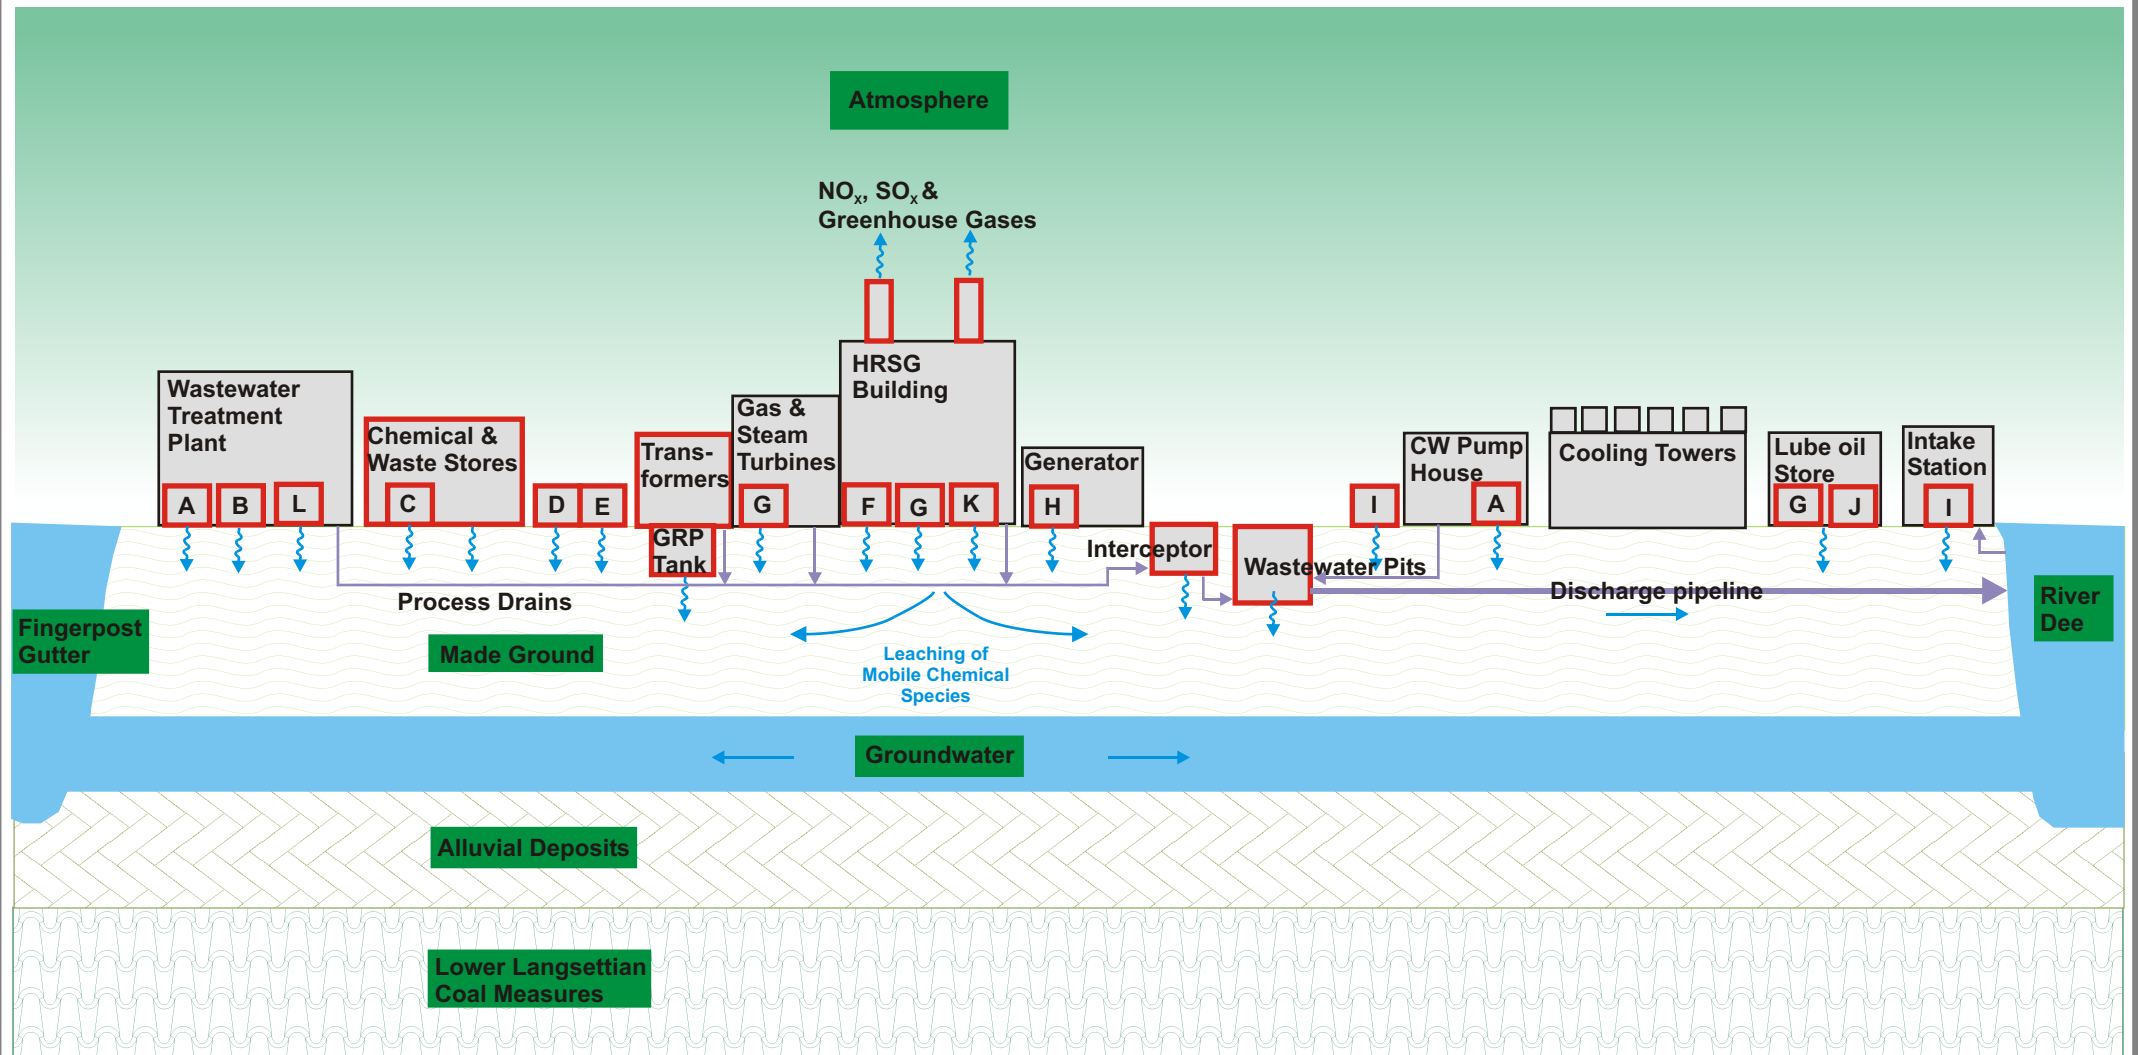 Atmosphere
NOx, SOx &
Greenhouse Gases
Wastewater
Treatment
Plant
A
B
L
Chemical &
Waste Stores
C
D
E
Trans-
formers
GRP
Tank
Gas &
Steam
Turbines
G
HRSG
Building
F
G
K
Generator
H
Interceptor
Wastewater Pits
I
CW Pump
House
A
Cooling Towers
Lube oil
Store
G
J
Intake
Station
I
Process Drains
Discharge pipeline
Fingerpost
Gutter
River
Dee
Made Ground
Leaching of
Mobile Chemical
Species
Groundwater
Alluvial Deposits
Lower Langsettian
Coal Measures